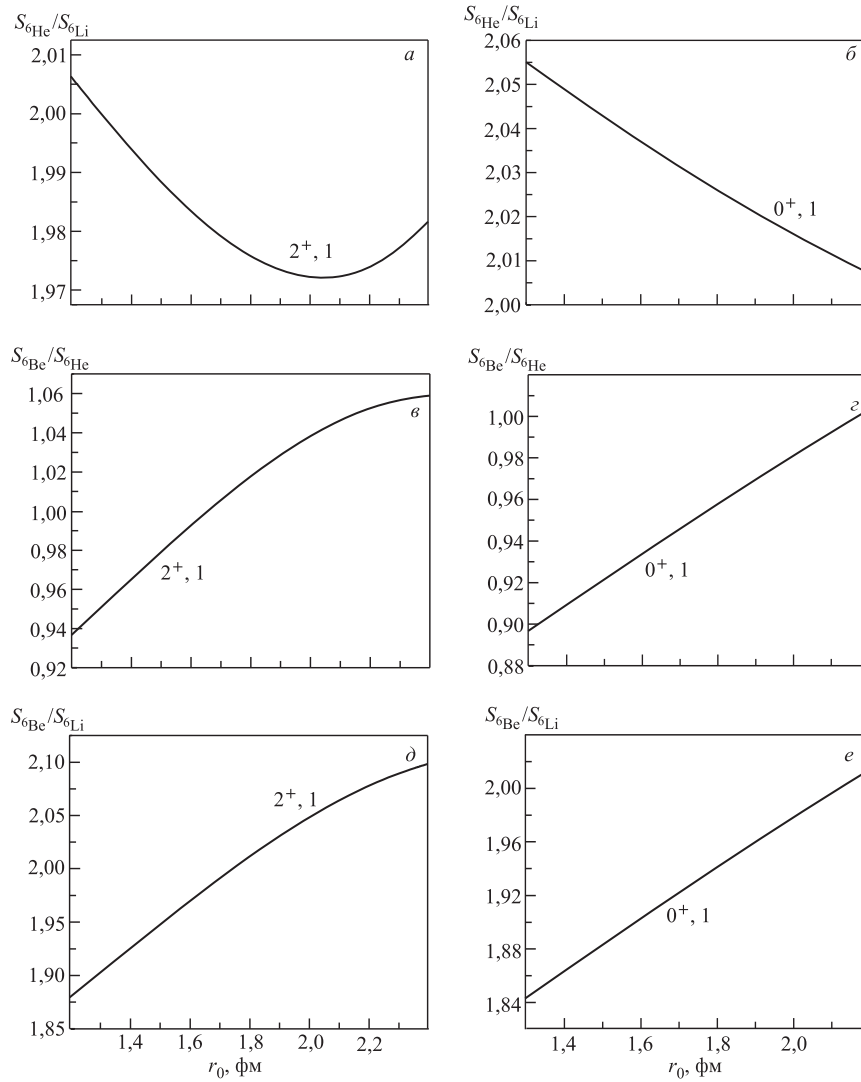 S₆He/S₆Li
2,01
2,00
1,99
1,98
1,97
а
2⁺, 1
S₆He/S₆Li
2,06
2,05
2,04
2,03
2,02
2,01
2,00
б
0⁺, 1
S₆Be/S₆He
1,06
1,04
1,02
1,00
0,98
0,96
0,94
0,92
в
2⁺, 1
S₆Be/S₆He
1,00
0,98
0,96
0,94
0,92
0,90
0,88
г
0⁺, 1
S₆Be/S₆Li
2,10
2,05
2,00
1,95
1,90
1,85
д
2⁺, 1
1,4 1,6 1,8 2,0 2,2
r₀, фм
S₆Be/S₆Li
2,00
1,96
1,92
1,88
1,84
е
0⁺, 1
1,4 1,6 1,8 2,0
r₀, фм